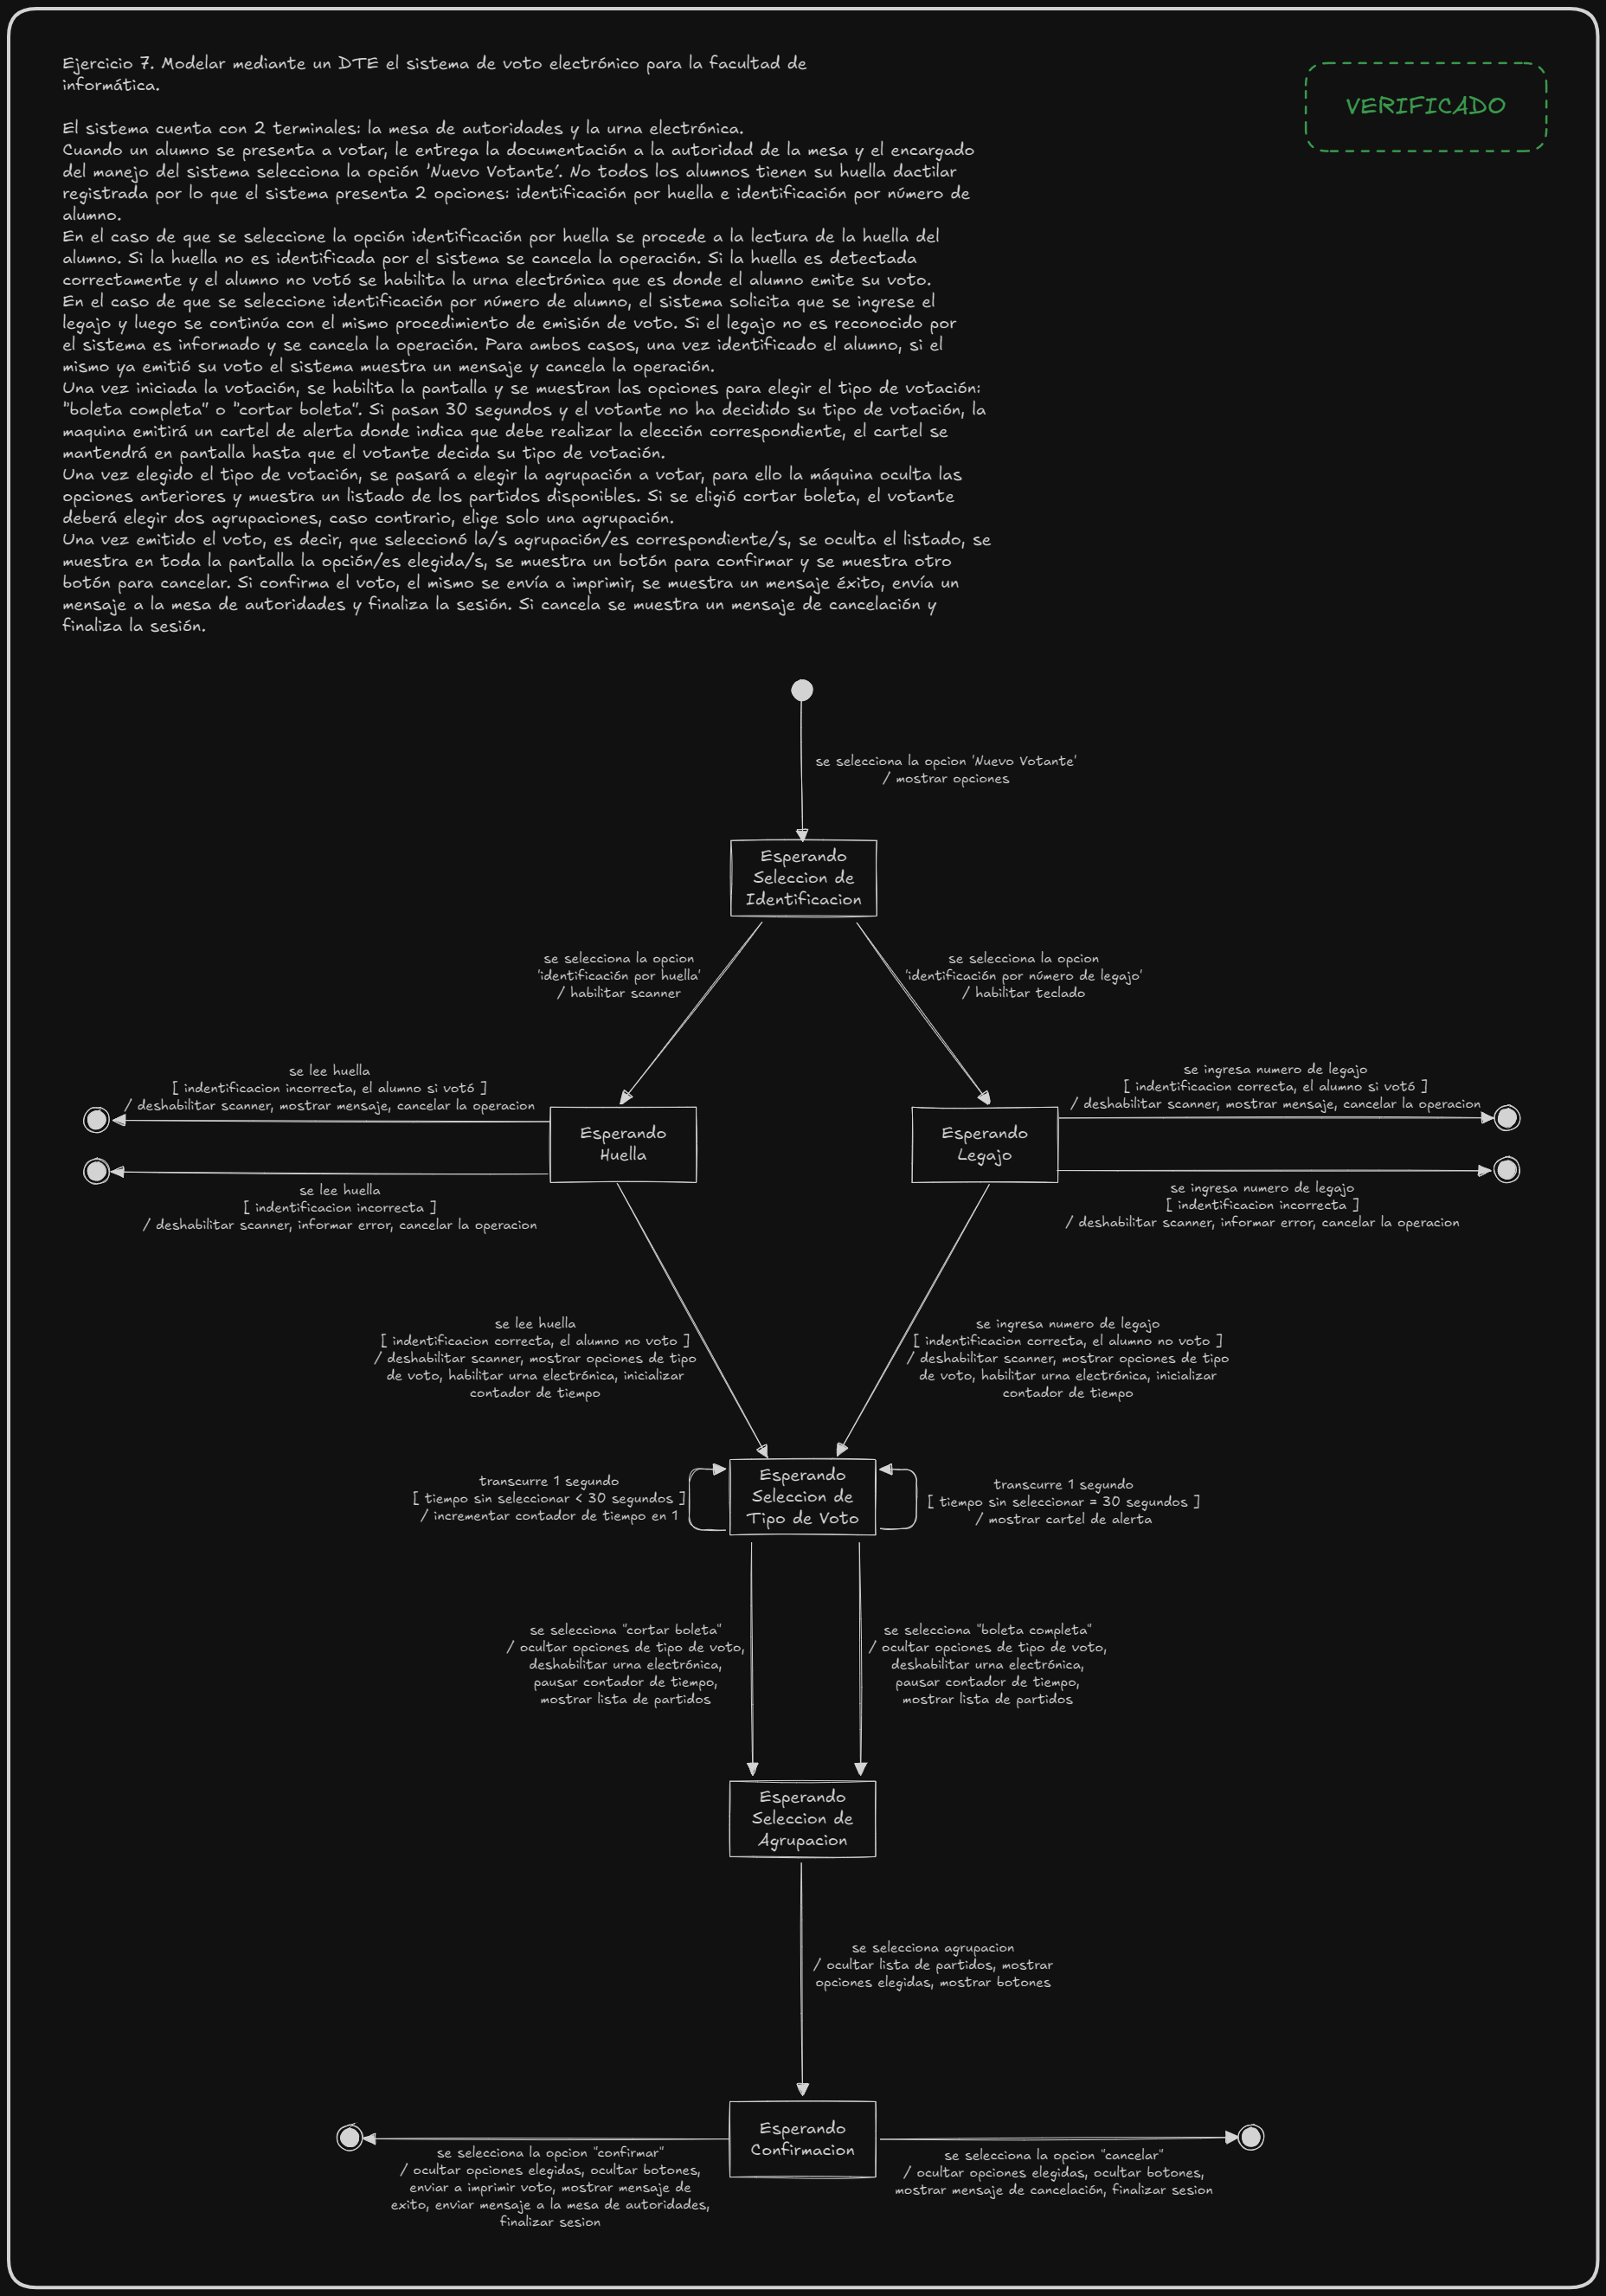 Ejercicio 7. Modelar mediante un DTE el sistema de voto electrónico para la facultad de
informática.
VERIFICADO
El sistema cuenta con 2 terminales: la mesa de autoridades y la urna electrónica.
Cuando un alumno se presenta a votar, le entrega la documentación a la autoridad de la mesa y el encargado
del manejo del sistema selecciona la opción 'Nuevo Votante'. No todos los alumnos tienen su huella dactilar
registrada por lo que el sistema presenta 2 opciones: identificación por huella e identificación por número de
alumno.
En el caso de que se seleccione la opción identificación por huella se procede a la lectura de la huella del
alumno. Si la huella no es identificada por el sistema se cancela la operación. Si la huella es detectada
correctamente y el alumno no votó se habilita la urna electrónica que es donde el alumno emite su voto.
En el caso de que se seleccione identificación por número de alumno, el sistema solicita que se ingrese el
legajo y luego se continúa con el mismo procedimiento de emisión de voto. Si el legajo no es reconocido por
el sistema es informado y se cancela la operación. Para ambos casos, una vez identificado el alumno, si el
mismo ya emitió su voto el sistema muestra un mensaje y cancela la operación.
Una vez iniciada la votación, se habilita la pantalla y se muestran las opciones para elegir el tipo de votación:
"boleta completa" o "cortar boleta". Si pasan 30 segundos y el votante no ha decidido su tipo de votación, la
maquina emitirá un cartel de alerta donde indica que debe realizar la elección correspondiente, el cartel se
mantendrá en pantalla hasta que el votante decida su tipo de votación.
Una vez elegido el tipo de votación, se pasará a elegir la agrupación a votar, para ello la máquina oculta las
opciones anteriores y muestra un listado de los partidos disponibles. Si se eligió cortar boleta, el votante
deberá elegir dos agrupaciones, caso contrario, elige solo una agrupación.
Una vez emitido el voto, es decir, que seleccionó la/s agrupación/es correspondiente/s, se oculta el listado, se
muestra en toda la pantalla la opción/es elegida/s, se muestra un botón para confirmar y se muestra otro
botón para cancelar. Si confirma el voto, el mismo se envía a imprimir, se muestra un mensaje éxito, envía un
mensaje a la mesa de autoridades y finaliza la sesión. Si cancela se muestra un mensaje de cancelación y
finaliza la sesión.
se selecciona la opcion 'Nuevo Votante'
/ mostrar opciones
Esperando
Seleccion de
Identificacion
se selecciona la opcion
'identificación por huella'
/ habilitar scanner
se selecciona la opcion
'identificación por número de legajo'
/ habilitar teclado
se lee huella
[ indentificacion incorrecta, el alumno si votó ]
/ deshabilitar scanner, mostrar mensaje, cancelar la operacion
se ingresa numero de legajo
[ indentificacion correcta, el alumno si votó ]
/ deshabilitar scanner, mostrar mensaje, cancelar la operacion
Esperando
Huella
Esperando
Legajo
se lee huella
[ indentificacion incorrecta ]
/ deshabilitar scanner, informar error, cancelar la operacion
se ingresa numero de legajo
[ indentificacion incorrecta ]
/ deshabilitar scanner, informar error, cancelar la operacion
se lee huella
[ indentificacion correcta, el alumno no voto ]
/ deshabilitar scanner, mostrar opciones de tipo
de voto, habilitar urna electrónica, inicializar
contador de tiempo
se ingresa numero de legajo
[ indentificacion correcta, el alumno no voto ]
/ deshabilitar scanner, mostrar opciones de tipo
de voto, habilitar urna electrónica, inicializar
contador de tiempo
transcurre 1 segundo
[ tiempo sin seleccionar < 30 segundos ]
/ incrementar contador de tiempo en 1
Esperando
Seleccion de
Tipo de Voto
transcurre 1 segundo
[ tiempo sin seleccionar = 30 segundos ]
/ mostrar cartel de alerta
se selecciona "cortar boleta"
/ ocultar opciones de tipo de voto,
deshabilitar urna electrónica,
pausar contador de tiempo,
mostrar lista de partidos
se selecciona "boleta completa"
/ ocultar opciones de tipo de voto,
deshabilitar urna electrónica,
pausar contador de tiempo,
mostrar lista de partidos
Esperando
Seleccion de
Agrupacion
se selecciona agrupacion
/ ocultar lista de partidos, mostrar
opciones elegidas, mostrar botones
Esperando
Confirmacion
se selecciona la opcion "confirmar"
/ ocultar opciones elegidas, ocultar botones,
enviar a imprimir voto, mostrar mensaje de
exito, enviar mensaje a la mesa de autoridades,
finalizar sesion
se selecciona la opcion "cancelar"
/ ocultar opciones elegidas, ocultar botones,
mostrar mensaje de cancelación, finalizar sesion